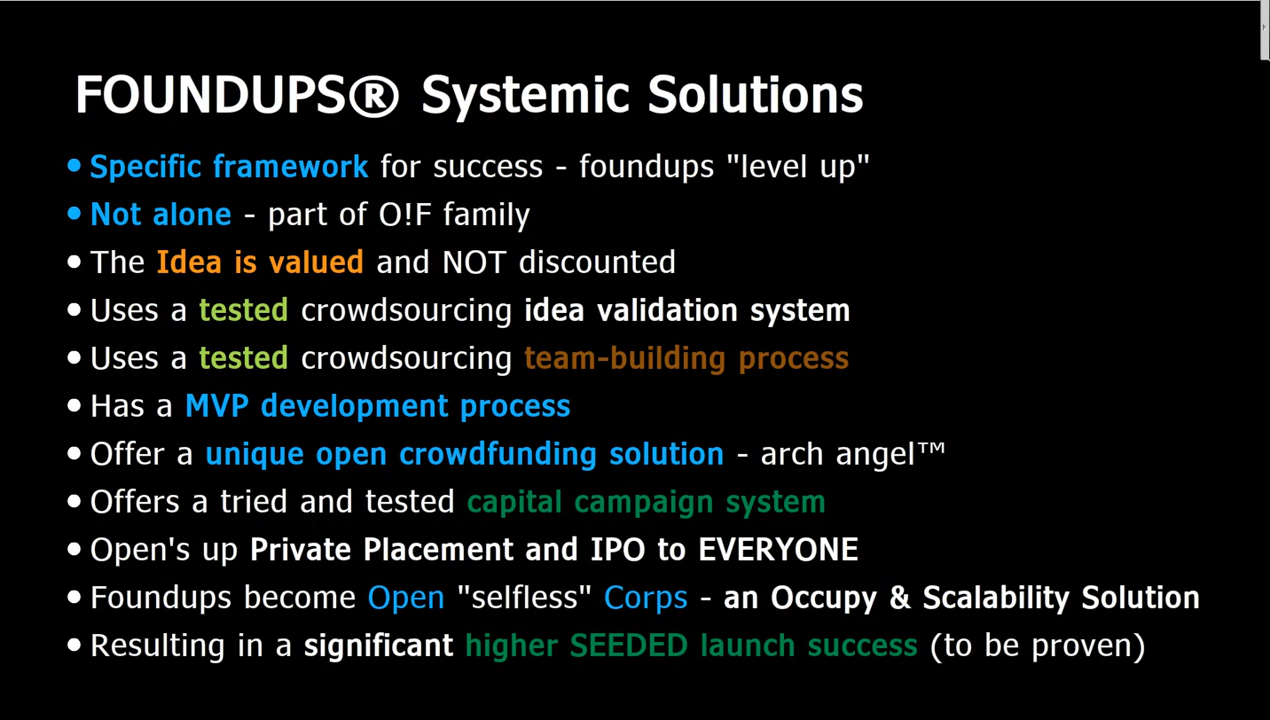 FOUNDUPS® Systemic Solutions
• Specific framework for success - foundups "level up"
• Not alone - part of O!F family
• The Idea is valued and NOT discounted
• Uses a tested crowdsourcing idea validation system
• Uses a tested crowdsourcing team-building process
• Has a MVP development process
• Offer a unique open crowdfunding solution - arch angel™
• Offers a tried and tested capital campaign system
• Open's up Private Placement and IPO to EVERYONE
• Foundups become Open "selfless" Corps - an Occupy & Scalability Solution
• Resulting in a significant higher SEEDED launch success (to be proven)